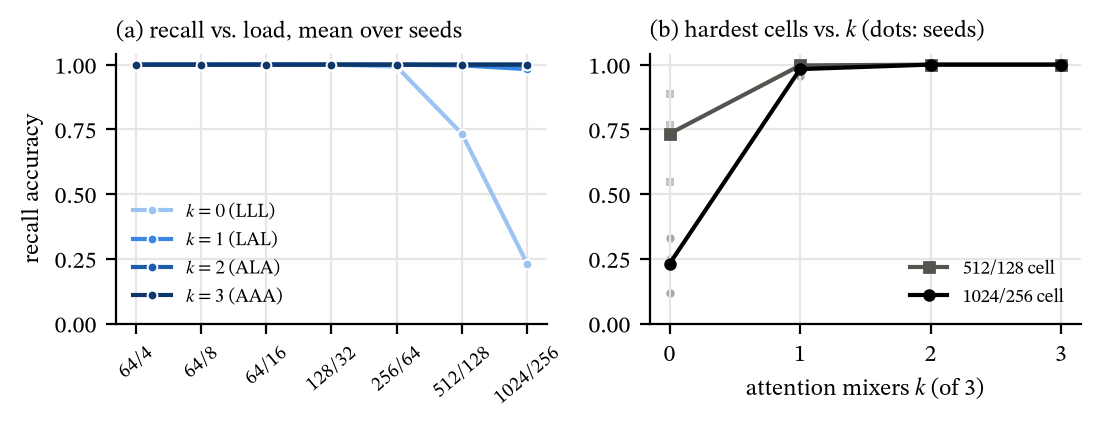 (a) recall vs. load, mean over seeds
recall accuracy
1.00
0.75
0.50
0.25
0.00
k = 0 (LLL)
k = 1 (LAL)
k = 2 (ALA)
k = 3 (AAA)
64/4
64/8
64/16
128/32
256/64
512/128
1024/256
(b) hardest cells vs. k (dots: seeds)
1.00
0.75
0.50
0.25
0.00
512/128 cell
1024/256 cell
0
1
2
3
attention mixers k (of 3)